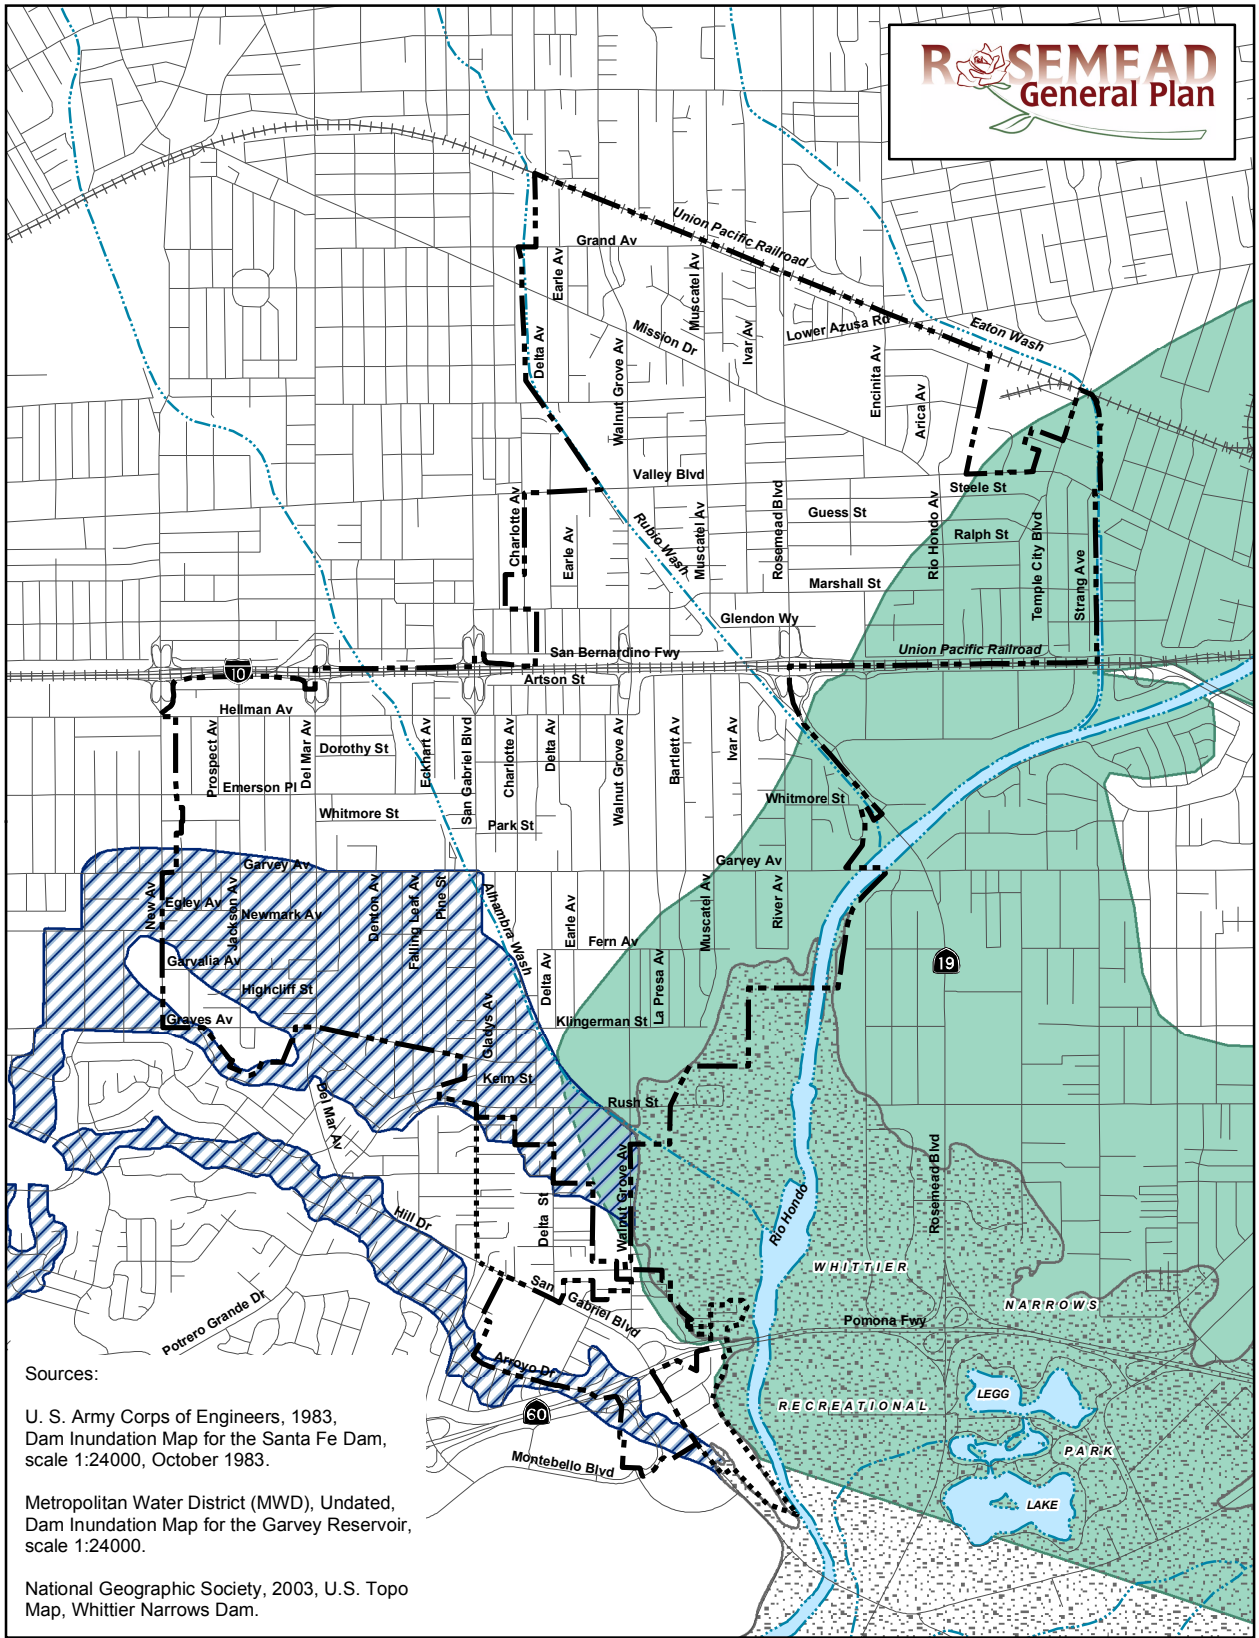 ROSEMEAD
General Plan
Union Pacific Railroad
Grand Av
Earle Av
Muscatel Av
Delta Av
Mission Dr
Ivar Av
Lower Azusa Rd
Eaton Wash
Walnut Grove Av
Encinita Av
Arica Av
Valley Blvd
Steele St
Charlotte Av
Rubio Wash
Earle Av
Muscatel Av
Rosemead Blvd
Guess St
Rio Hondo Av
Ralph St
Temple City Blvd
Strang Ave
Marshall St
Glendon Wy
San Bernardino Fwy
Union Pacific Railroad
10
Artson St
Hellman Av
Prospect Av
Del Mar Av
Dorothy St
Eckhart Av
San Gabriel Blvd
Charlotte Av
Delta Av
Walnut Grove Av
Bartlett Av
Ivar Av
Emerson Pl
Whitmore St
Whitmore St
Park St
Garvey Av
Garvey Av
New Av
Egley Av
Jackson Av
Newmark Av
Denton Av
Falling Leaf Av
Pine St
Alhambra Wash
Earle Av
Muscatel Av
River Av
Fern Av
Garvalia Av
Highcliff St
Delta Av
La Presa Av
19
Graves Av
Gladys Av
Klingerman St
Keim St
Del Mar Av
Rush St
Walnut Grove Av
Rosemead Blvd
Rio Hondo
Hill Dr
Delta St
WHITTIER
San Gabriel Blvd
NARROWS
Potrero Grande Dr
Pomona Fwy
Arroyo Dr
60
RECREATIONAL
LEGG
PARK
Montebello Blvd
LAKE
Sources:
U. S. Army Corps of Engineers, 1983,
Dam Inundation Map for the Santa Fe Dam,
scale 1:24000, October 1983.
Metropolitan Water District (MWD), Undated,
Dam Inundation Map for the Garvey Reservoir,
scale 1:24000.
National Geographic Society, 2003, U.S. Topo
Map, Whittier Narrows Dam.